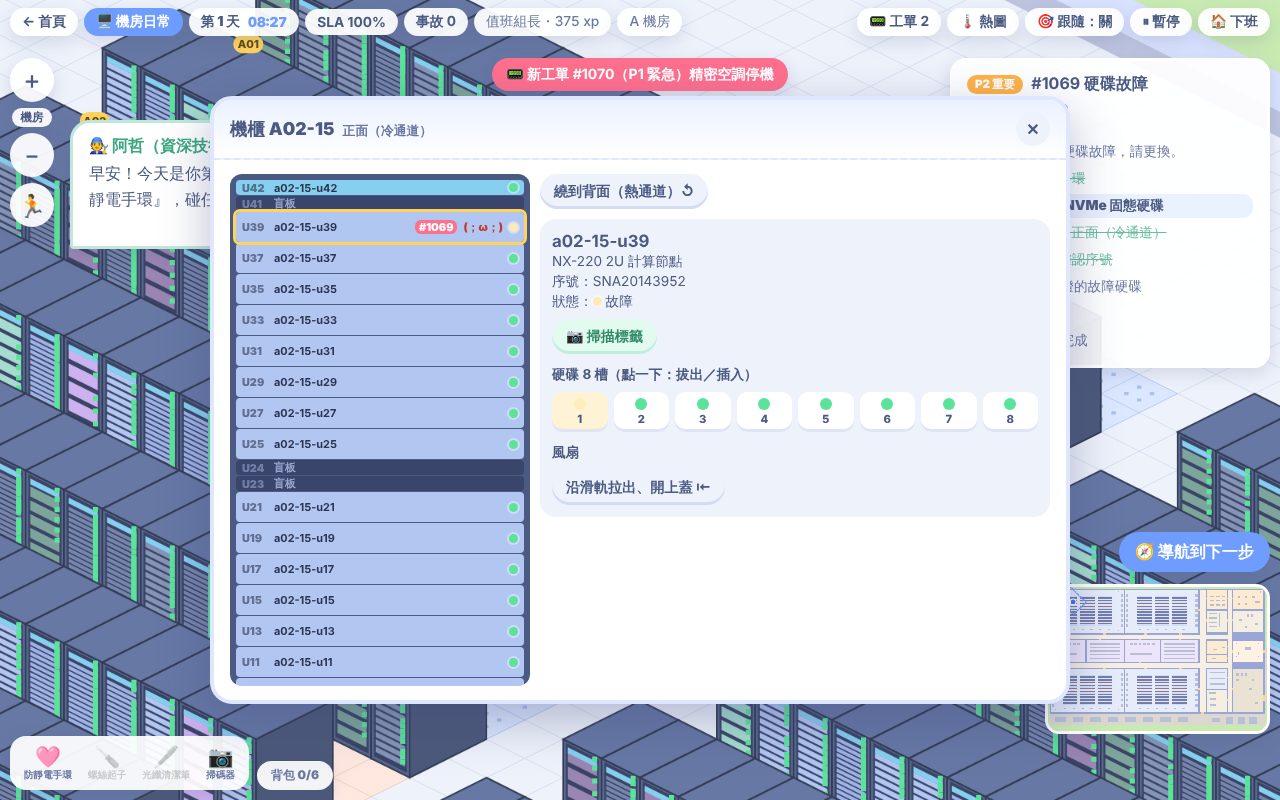 ← 首頁
🖥️ 機房日常
第 1 天 08:27
SLA 100%
事故 0
值班組長・375 xp
A 機房
📟 工單 2
🌡️ 熱圖
🎯 跟隨：關
⏸ 暫停
🏠 下班
A01
📟 新工單 #1070（P1 緊急）精密空調停機
+
機房
−
🏃
👷 阿哲（資深技
早安！今天是你第
靜電手環』，碰任
P2 重要 #1069 硬碟故障
硬碟故障，請更換。
環
NVMe 固態硬碟
正面（冷通道）
認序號
的故障硬碟
完成
機櫃 A02-15 正面（冷通道）
✕
U42 a02-15-u42
U41 盲板
U39 a02-15-u39 #1069 (；ω；)
U37 a02-15-u37
U35 a02-15-u35
U33 a02-15-u33
U31 a02-15-u31
U29 a02-15-u29
U27 a02-15-u27
U25 a02-15-u25
U24 盲板
U23 盲板
U21 a02-15-u21
U19 a02-15-u19
U17 a02-15-u17
U15 a02-15-u15
U13 a02-15-u13
U11 a02-15-u11
繞到背面（熱通道）↺
a02-15-u39
NX-220 2U 計算節點
序號：SNA20143952
狀態： 故障
📷 掃描標籤
硬碟 8 槽（點一下：拔出／插入）
1 2 3 4 5 6 7 8
風扇
沿滑軌拉出、開上蓋 ⇤
🧭 導航到下一步
防靜電手環
螺絲起子
光纖清潔筆
掃碼器
背包 0/6